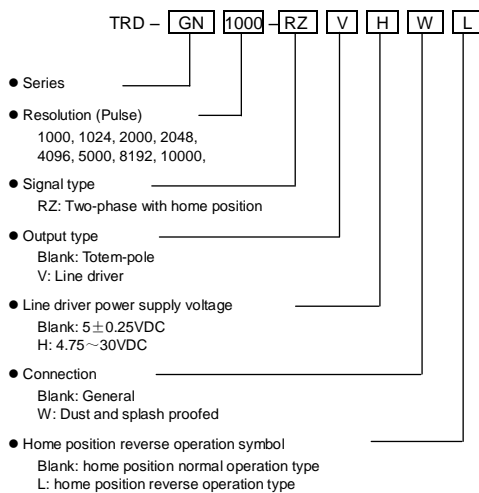 TRD – GN 1000 – RZ V H W L
● Series
● Resolution (Pulse)
1000, 1024, 2000, 2048,
4096, 5000, 8192, 10000,
● Signal type
RZ: Two-phase with home position
● Output type
Blank: Totem-pole
V: Line driver
● Line driver power supply voltage
Blank: 5±0.25VDC
H: 4.75～30VDC
● Connection
Blank: General
W: Dust and splash proofed
● Home position reverse operation symbol
Blank: home position normal operation type
L: home position reverse operation type